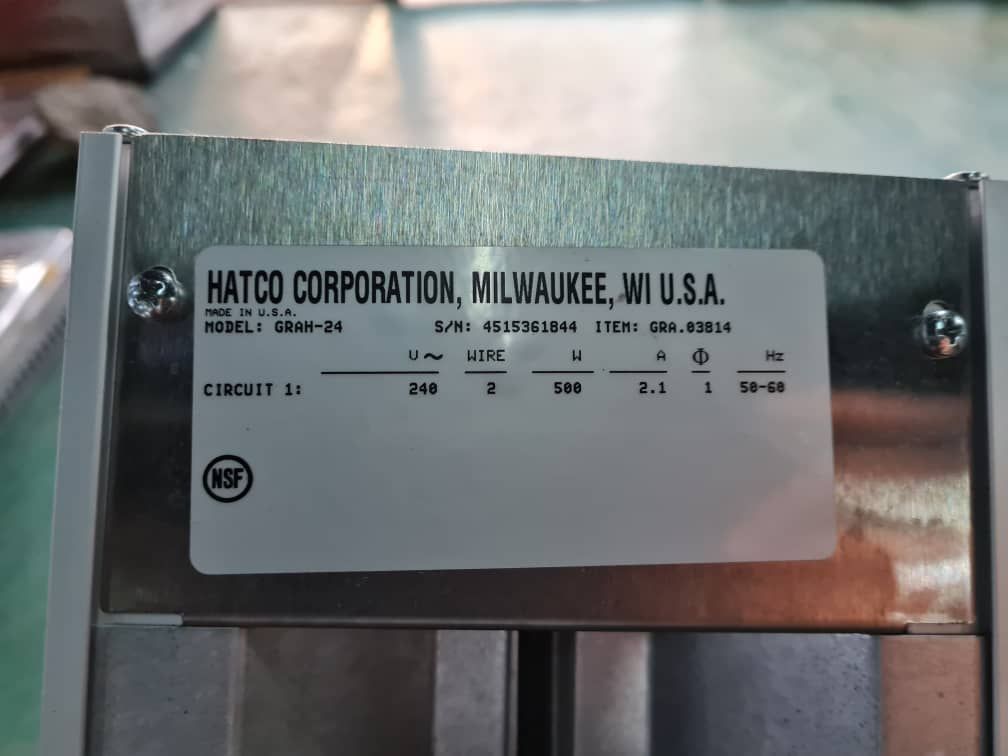 HATCO CORPORATION, MILWAUKEE, WI U.S.A.
MADE IN U.S.A.
MODEL: GRAH-24 S/N: 4515361844 ITEM: GRA.03814
V~ WIRE W A Φ Hz
CIRCUIT 1: 240 2 500 2.1 1 50-60
NSF